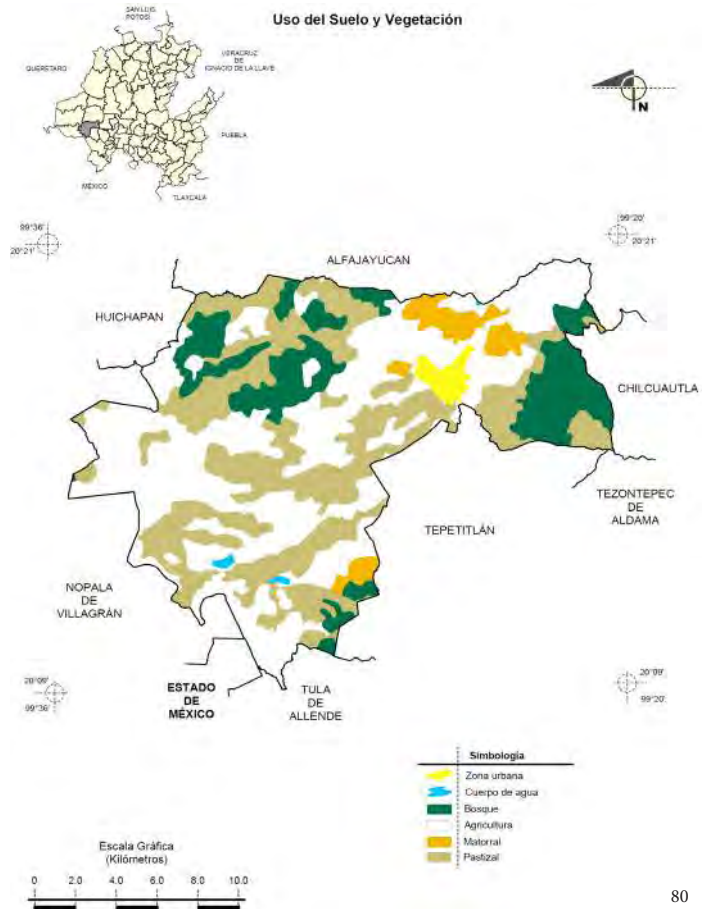 Uso del Suelo y Vegetación
SAN LUIS
POTOSÍ
QUERÉTARO
VERACRUZ
DE
IGNACIO DE LA LLAVE
PUEBLA
MÉXICO
TLAXCALA
N
99°36'
20°21'
99°20'
20°21'
ALFAJAYUCAN
HUICHAPAN
CHILCUAUTLA
TEZONTEPEC
DE
ALDAMA
TEPETITLÁN
NOPALA
DE
VILLAGRÁN
20°09'
99°36'
ESTADO
DE
MÉXICO
TULA
DE
ALLENDE
20°09'
99°20'
Simbología
Zona urbana
Cuerpo de agua
Bosque
Agricultura
Matorral
Pastizal
Escala Gráfica
(Kilómetros)
0 2.0 4.0 6.0 8.0 10.0
80